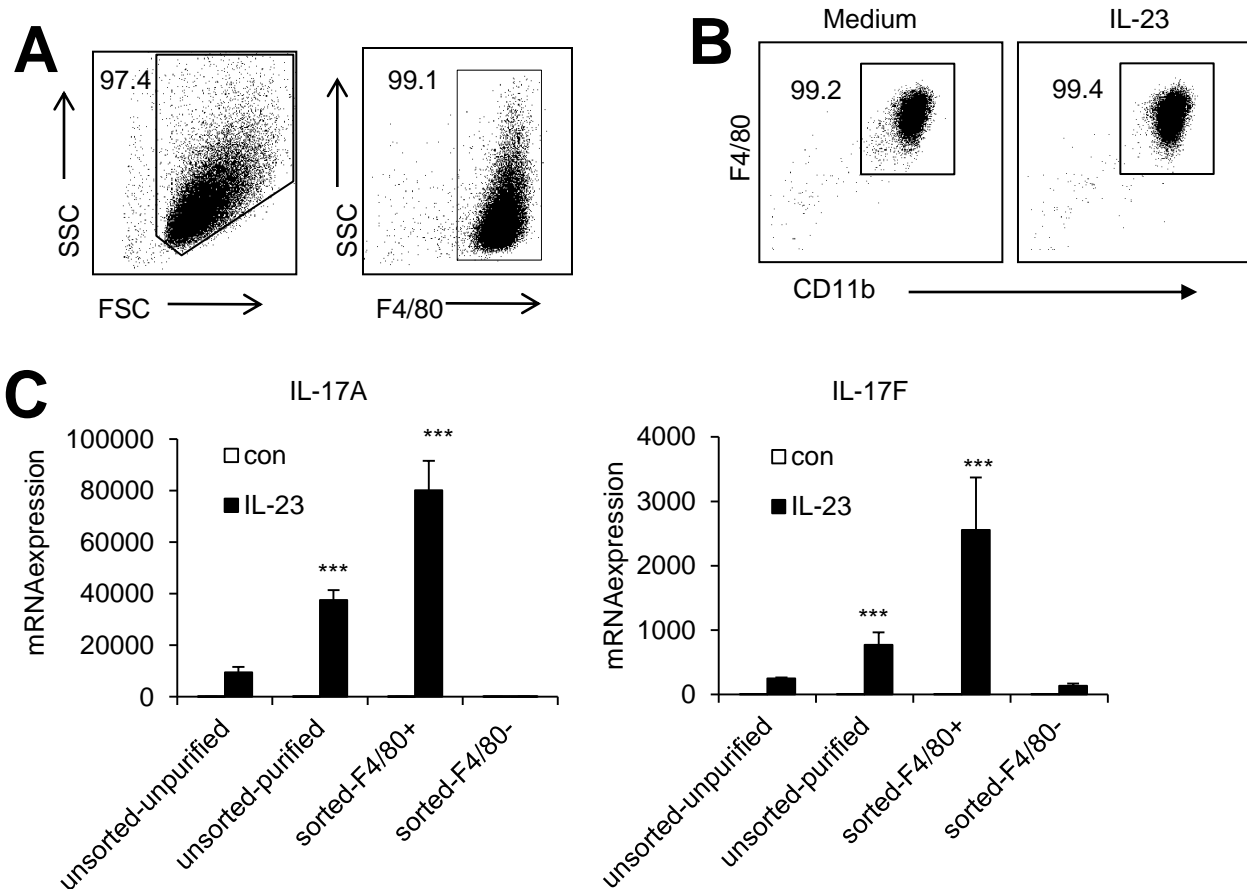 A
97.4
SSC
FSC
99.1
SSC
F4/80
B
Medium
IL-23
99.2
99.4
F4/80
CD11b
C
IL-17A
100000
80000
60000
40000
20000
0
mRNAexpression
con
IL-23
***
***
unsorted-unpurified
unsorted-purified
sorted-F4/80+
sorted-F4/80-
IL-17F
4000
3000
2000
1000
0
mRNAexpression
con
IL-23
***
***
unsorted-unpurified
unsorted-purified
sorted-F4/80+
sorted-F4/80-